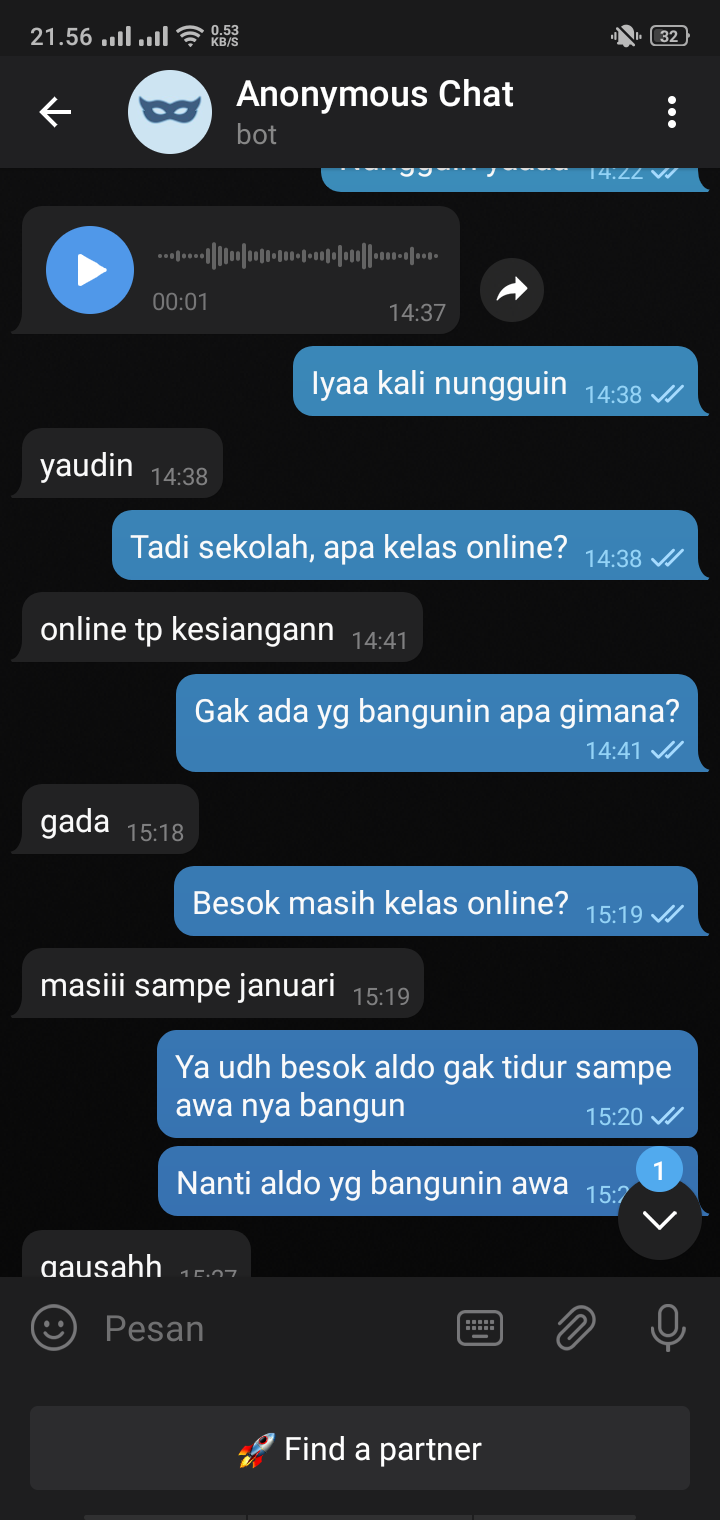 21.56
0.53
KB/S
32
Anonymous Chat
bot
Nungguin yaaaa 14:22
00:01
14:37
Iyaa kali nungguin 14:38
yaudin 14:38
Tadi sekolah, apa kelas online? 14:38
online tp kesiangann 14:41
Gak ada yg bangunin apa gimana?
14:41
gada 15:18
Besok masih kelas online? 15:19
masiii sampe januari 15:19
Ya udh besok aldo gak tidur sampe
awa nya bangun 15:20
1
Nanti aldo yg bangunin awa
gausahh 15:27
Pesan
🚀 Find a partner